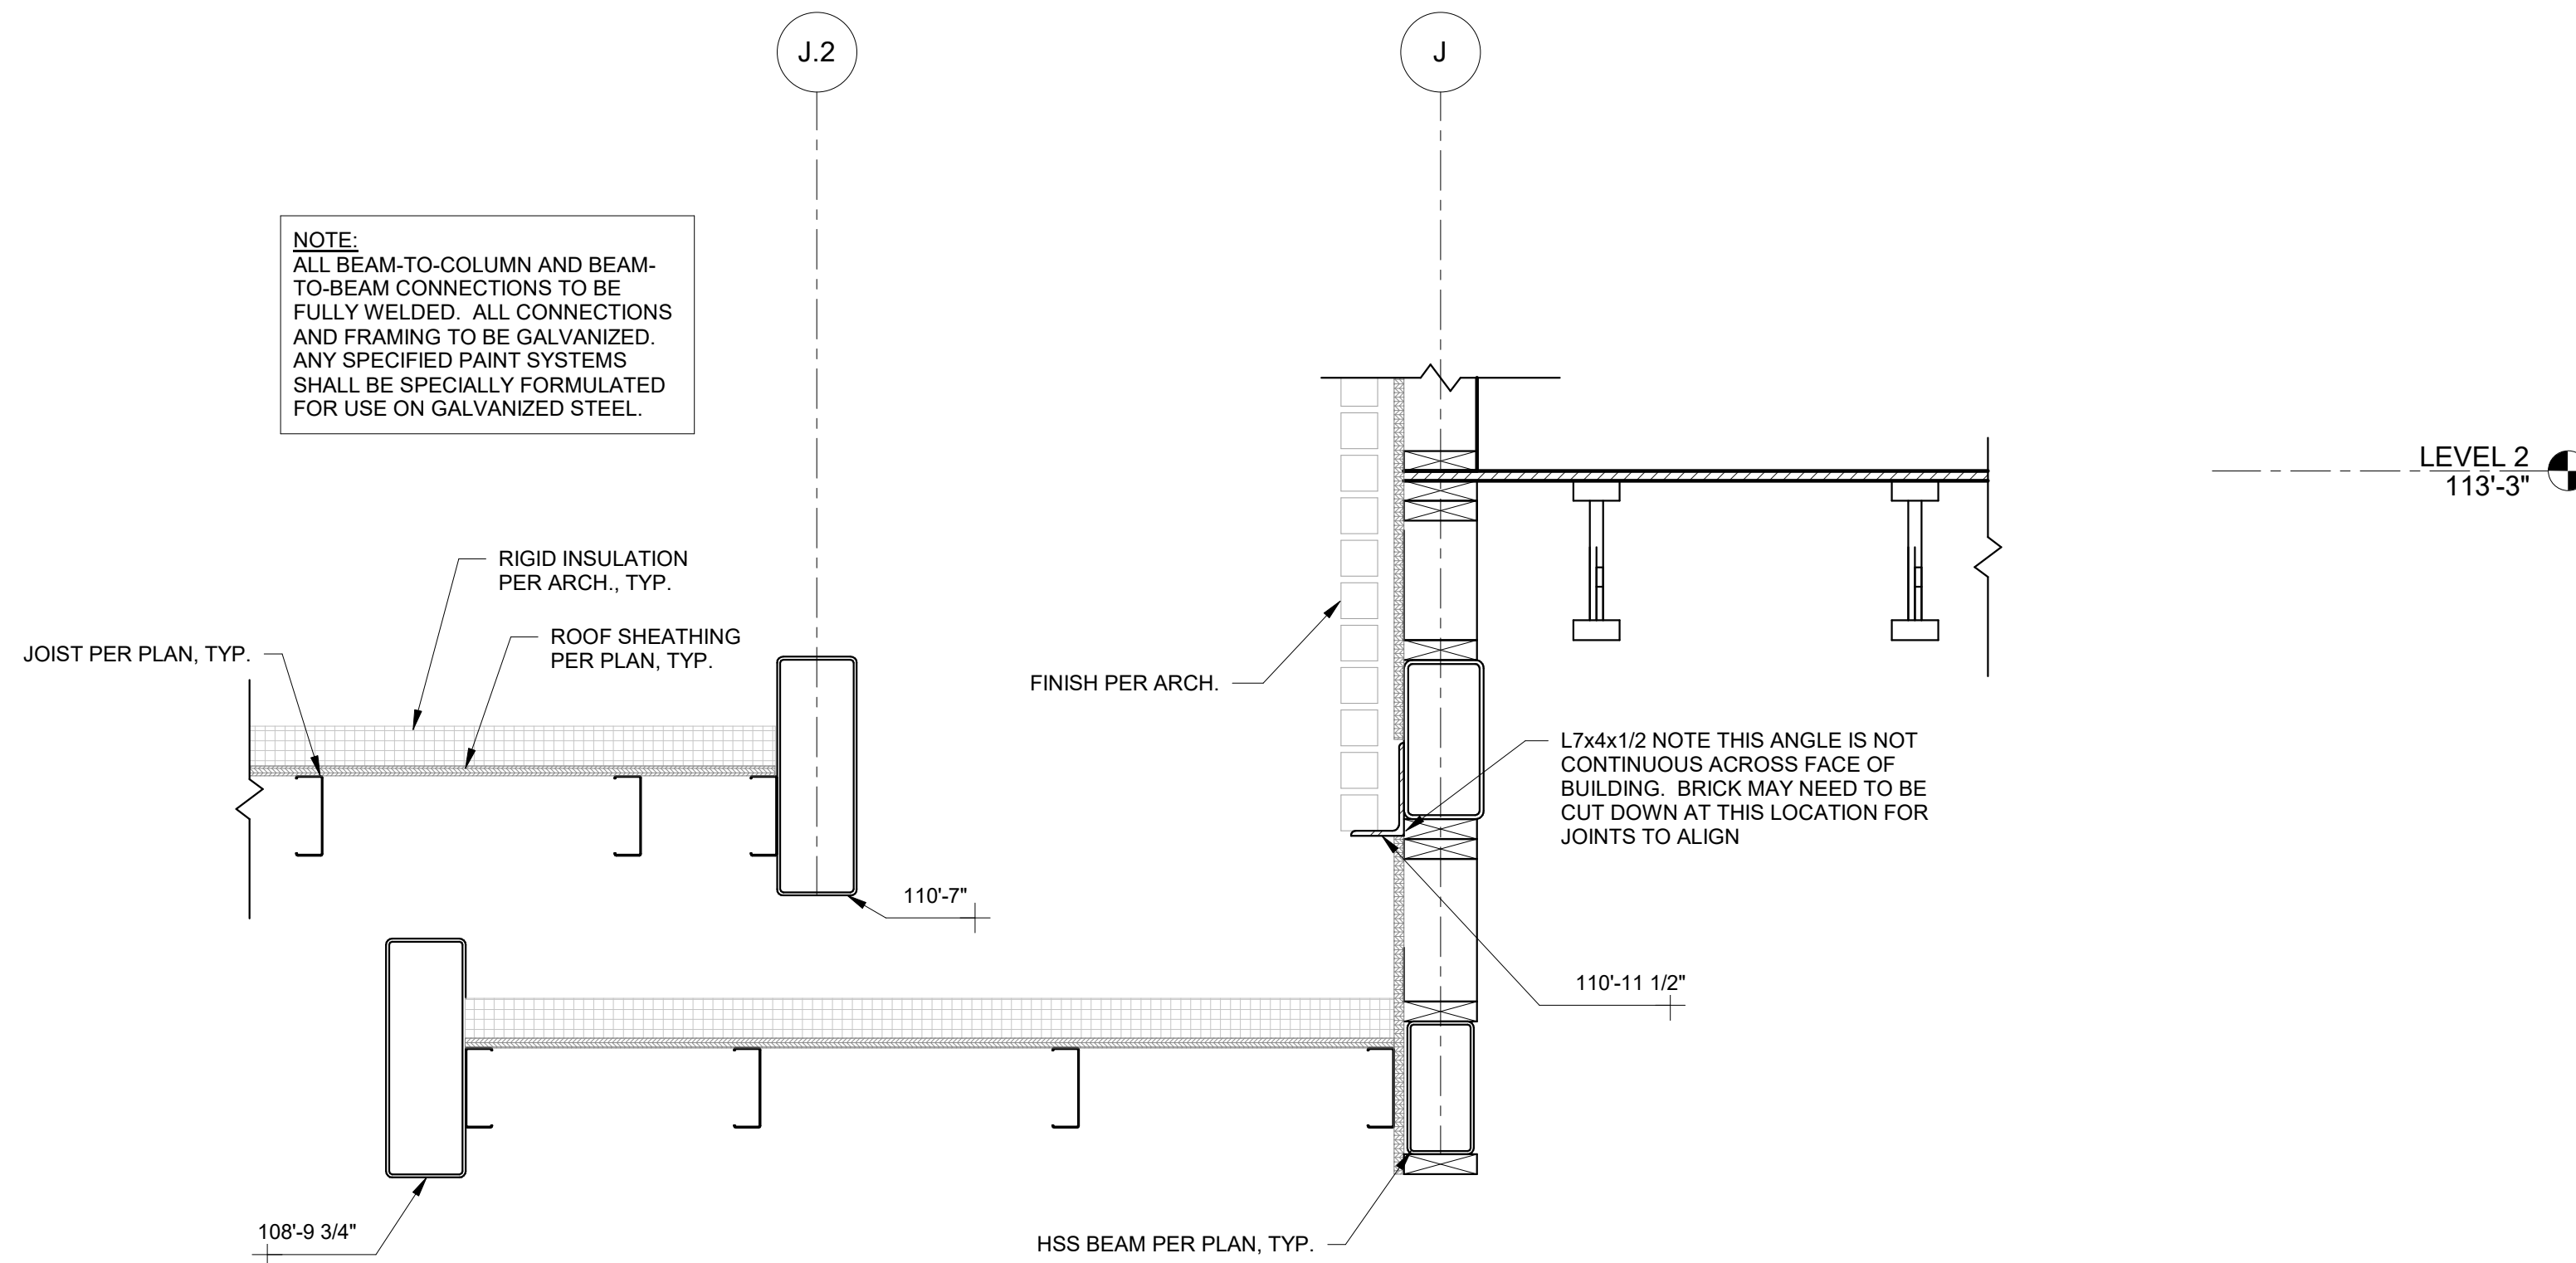 J.2
J
NOTE:
ALL BEAM-TO-COLUMN AND BEAM-
TO-BEAM CONNECTIONS TO BE
FULLY WELDED. ALL CONNECTIONS
AND FRAMING TO BE GALVANIZED.
ANY SPECIFIED PAINT SYSTEMS
SHALL BE SPECIALLY FORMULATED
FOR USE ON GALVANIZED STEEL.
LEVEL 2
113'-3"
RIGID INSULATION
PER ARCH., TYP.
ROOF SHEATHING
PER PLAN, TYP.
JOIST PER PLAN, TYP.
FINISH PER ARCH.
L7x4x1/2 NOTE THIS ANGLE IS NOT
CONTINUOUS ACROSS FACE OF
BUILDING. BRICK MAY NEED TO BE
CUT DOWN AT THIS LOCATION FOR
JOINTS TO ALIGN
110'-7"
110'-11 1/2"
108'-9 3/4"
HSS BEAM PER PLAN, TYP.